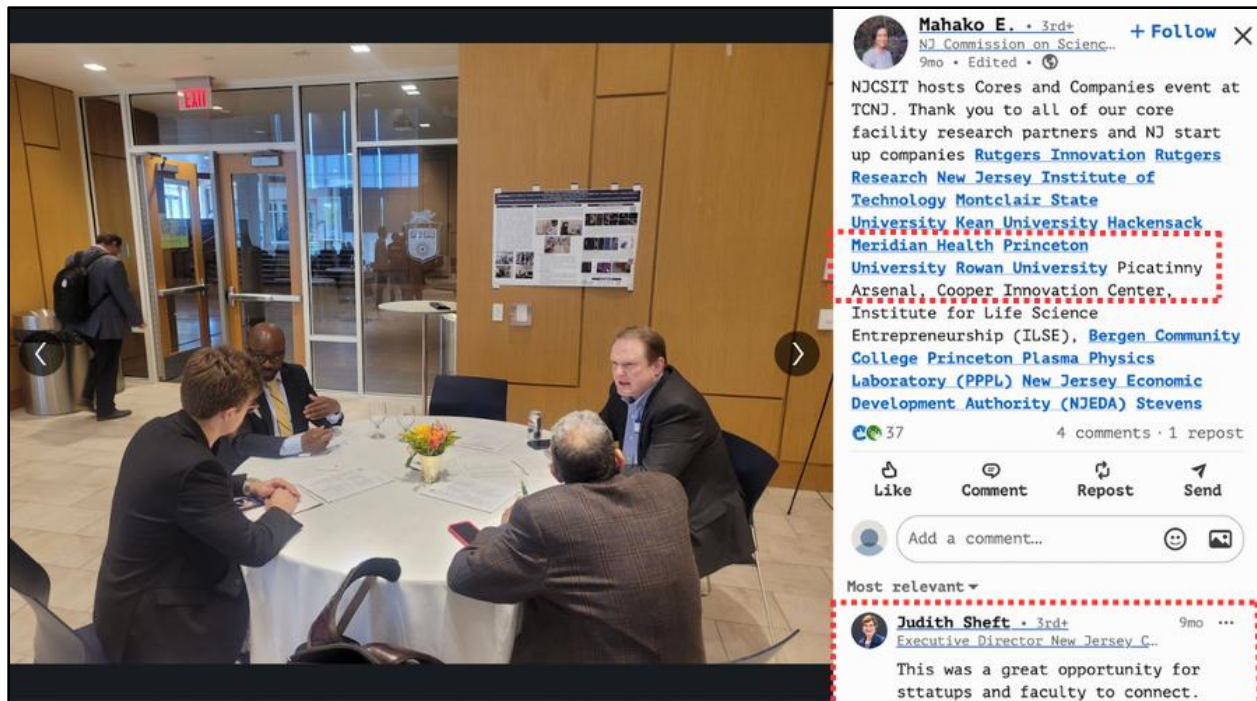 EXIT
Mahako E. • 3rd+
+ Follow
NJ Commission on Scienc...
9mo • Edited •
NJCSIT hosts Cores and Companies event at
TCNJ. Thank you to all of our core
facility research partners and NJ start
up companies Rutgers Innovation Rutgers
Research New Jersey Institute of
Technology Montclair State
University Kean University Hackensack
Meridian Health Princeton
University Rowan University Picatinny
Arsenal, Cooper Innovation Center,
Institute for Life Science
Entrepreneurship (ILSE), Bergen Community
College Princeton Plasma Physics
Laboratory (PPPL) New Jersey Economic
Development Authority (NJEDA) Stevens
37
4 comments · 1 repost
Like Comment Repost Send
Add a comment...
Most relevant
Judith Sheft • 3rd+
9mo ...
Executive Director New Jersey C...
This was a great opportunity for
sttatups and faculty to connect.